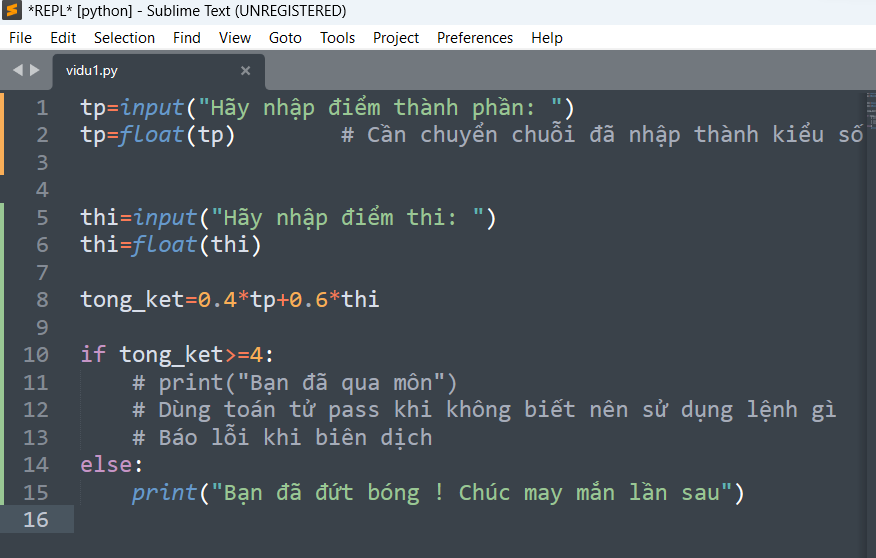 *REPL* [python] - Sublime Text (UNREGISTERED)
File Edit Selection Find View Goto Tools Project Preferences Help
vidu1.py ×
1 tp=input("Hãy nhập điểm thành phần: ")
2 tp=float(tp) # Cần chuyển chuỗi đã nhập thành kiểu số
3
4
5 thi=input("Hãy nhập điểm thi: ")
6 thi=float(thi)
7
8 tong_ket=0.4*tp+0.6*thi
9
10 if tong_ket>=4:
11 # print("Bạn đã qua môn")
12 # Dùng toán tử pass khi không biết nên sử dụng lệnh gì
13 # Báo lỗi khi biên dịch
14 else:
15 print("Bạn đã đứt bóng ! Chúc may mắn lần sau")
16